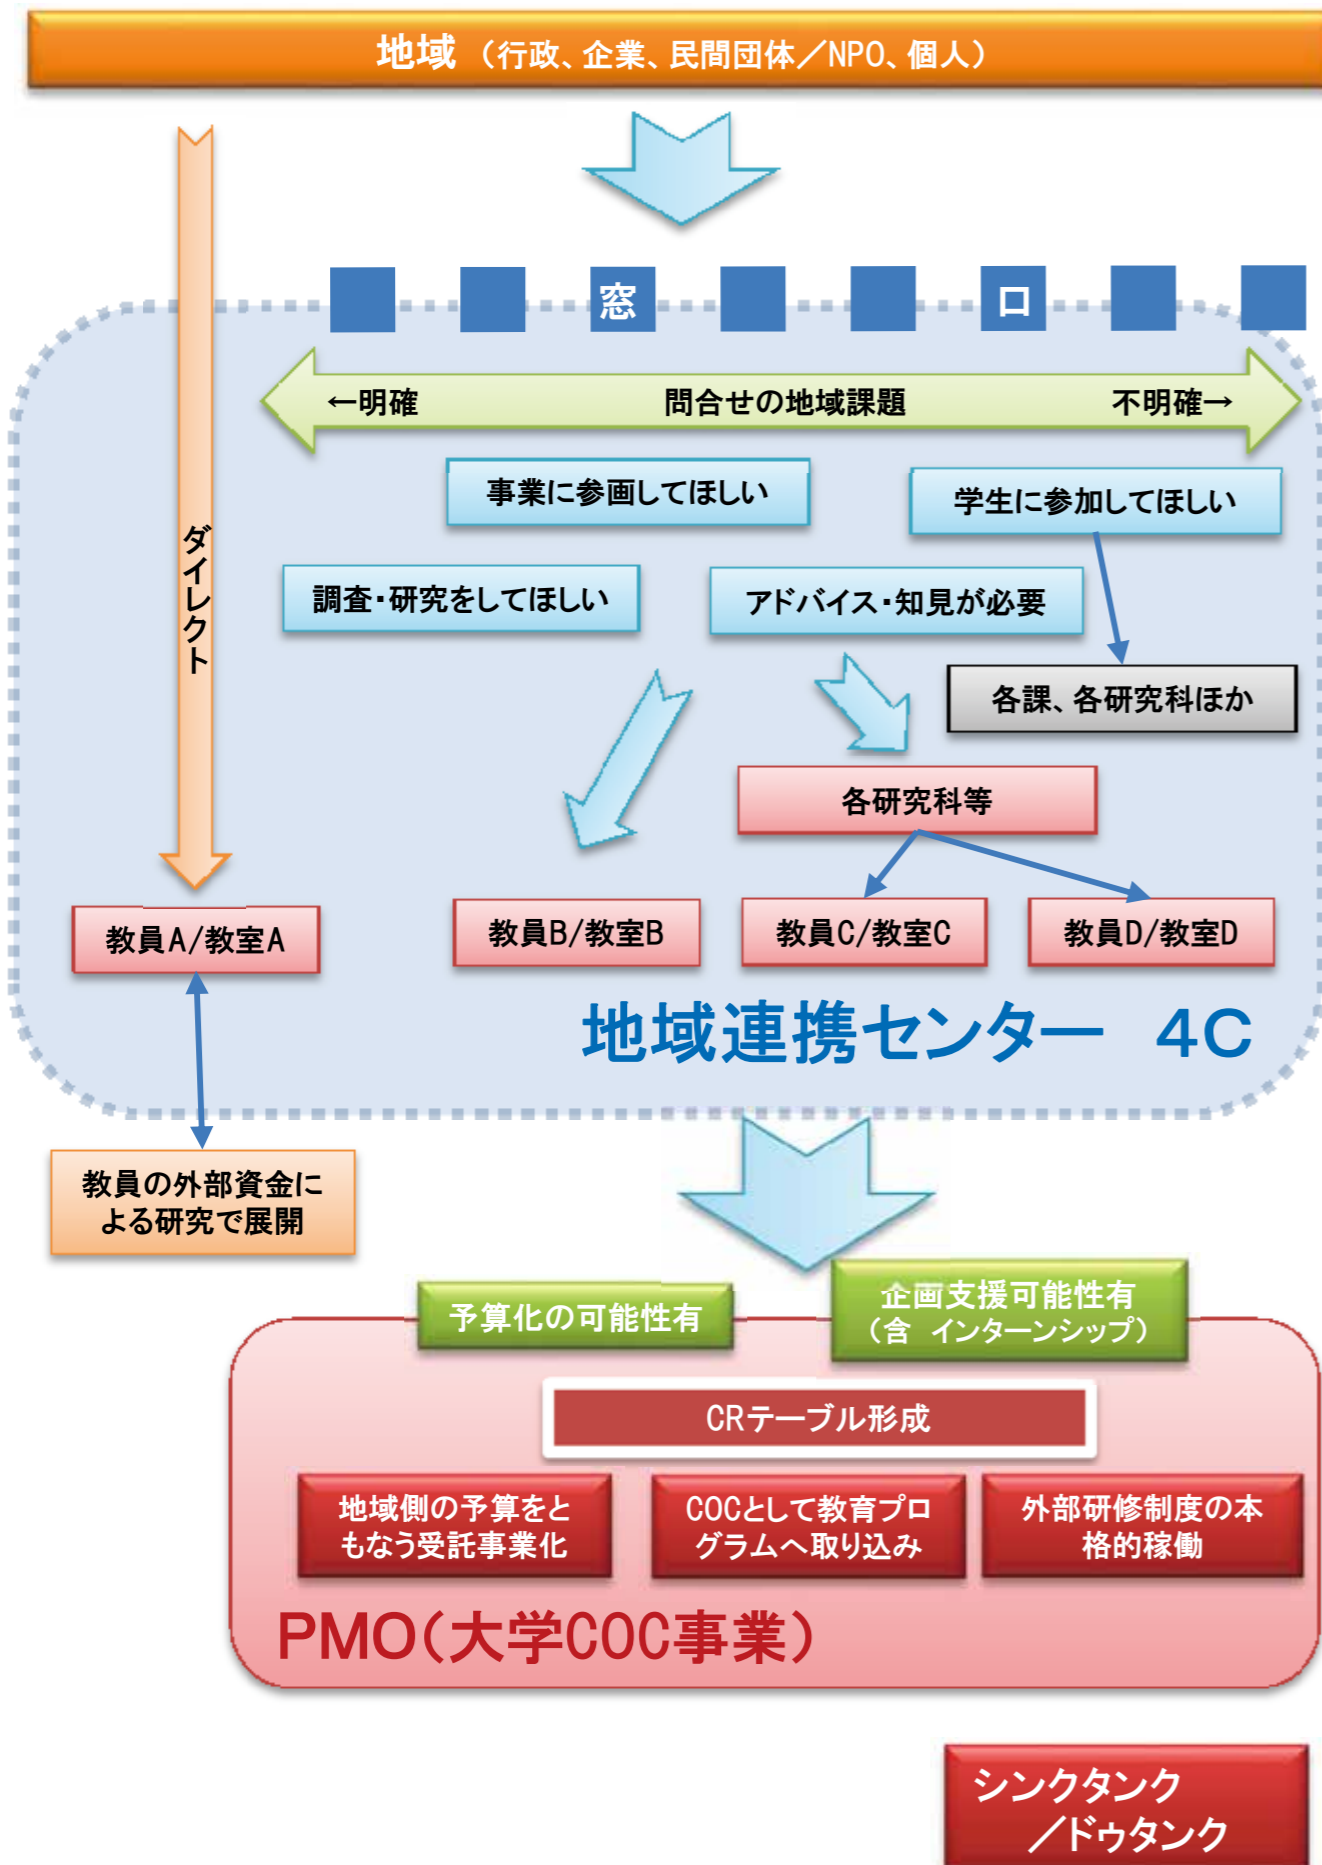 地域 （行政、企業、民間団体／NPO、個人）
窓 口
←明確 問合せの地域課題 不明確→
事業に参画してほしい
学生に参加してほしい
ダイレクト
調査・研究をしてほしい
アドバイス・知見が必要
各課、各研究科ほか
各研究科等
教員A/教室A
教員B/教室B
教員C/教室C
教員D/教室D
地域連携センター　4C
教員の外部資金に
よる研究で展開
予算化の可能性有
企画支援可能性有
（含　インターンシップ）
CRテーブル形成
地域側の予算をと
もなう受託事業化
COCとして教育プロ
グラムへ取り込み
外部研修制度の本
格的稼働
PMO（大学COC事業）
シンクタンク
／ドゥタンク